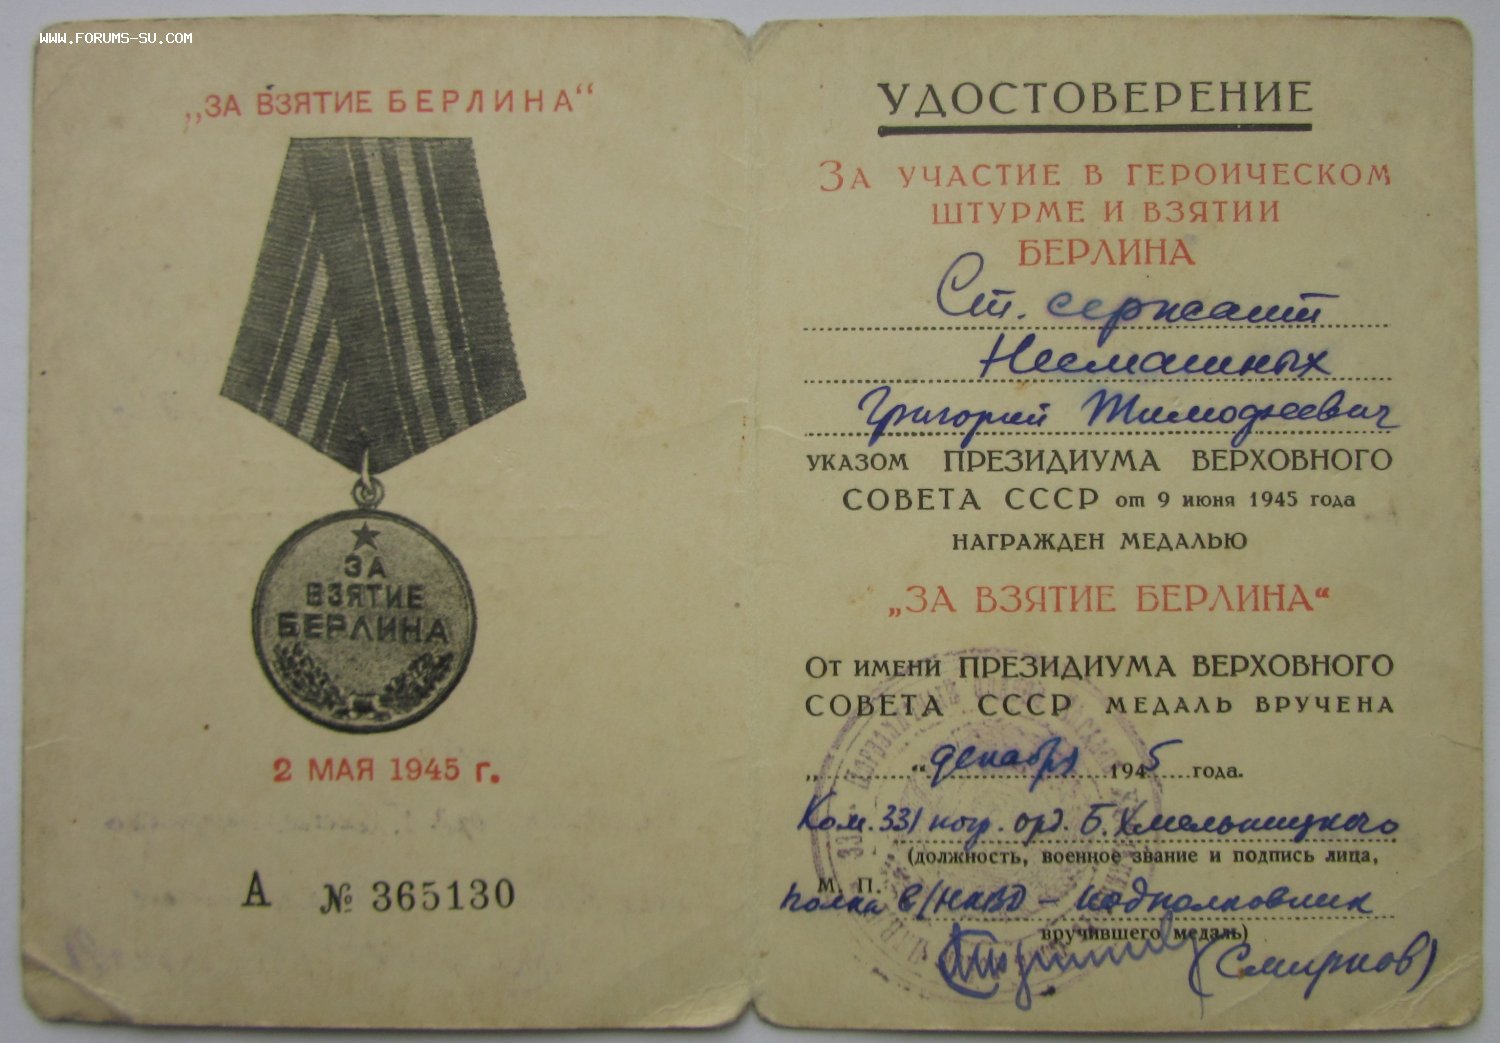 WWW.FORUMS-SU.COM
„ЗА ВЗЯТИЕ БЕРЛИНА“
ЗА
ВЗЯТИЕ
БЕРЛИНА
2 МАЯ 1945 г.
А № 365130
УДОСТОВЕРЕНИЕ
ЗА УЧАСТИЕ В ГЕРОИЧЕСКОМ
ШТУРМЕ И ВЗЯТИИ
БЕРЛИНА
Ст. сержант
Григорий Тимофеевич
УКАЗОМ ПРЕЗИДИУМА ВЕРХОВНОГО
СОВЕТА СССР от 9 июня 1945 года
НАГРАЖДЕН МЕДАЛЬЮ
„ЗА ВЗЯТИЕ БЕРЛИНА“
ОТ ИМЕНИ ПРЕЗИДИУМА ВЕРХОВНОГО
СОВЕТА СССР МЕДАЛЬ ВРУЧЕНА
„ “ декабря 1945 года.
Ком. 331 погр. орд. Б. Хмельницкого
(должность, военное звание и подпись лица,
М. П.
полка в/НКВД – подполковник
вручившего медаль)
(Смирнов)